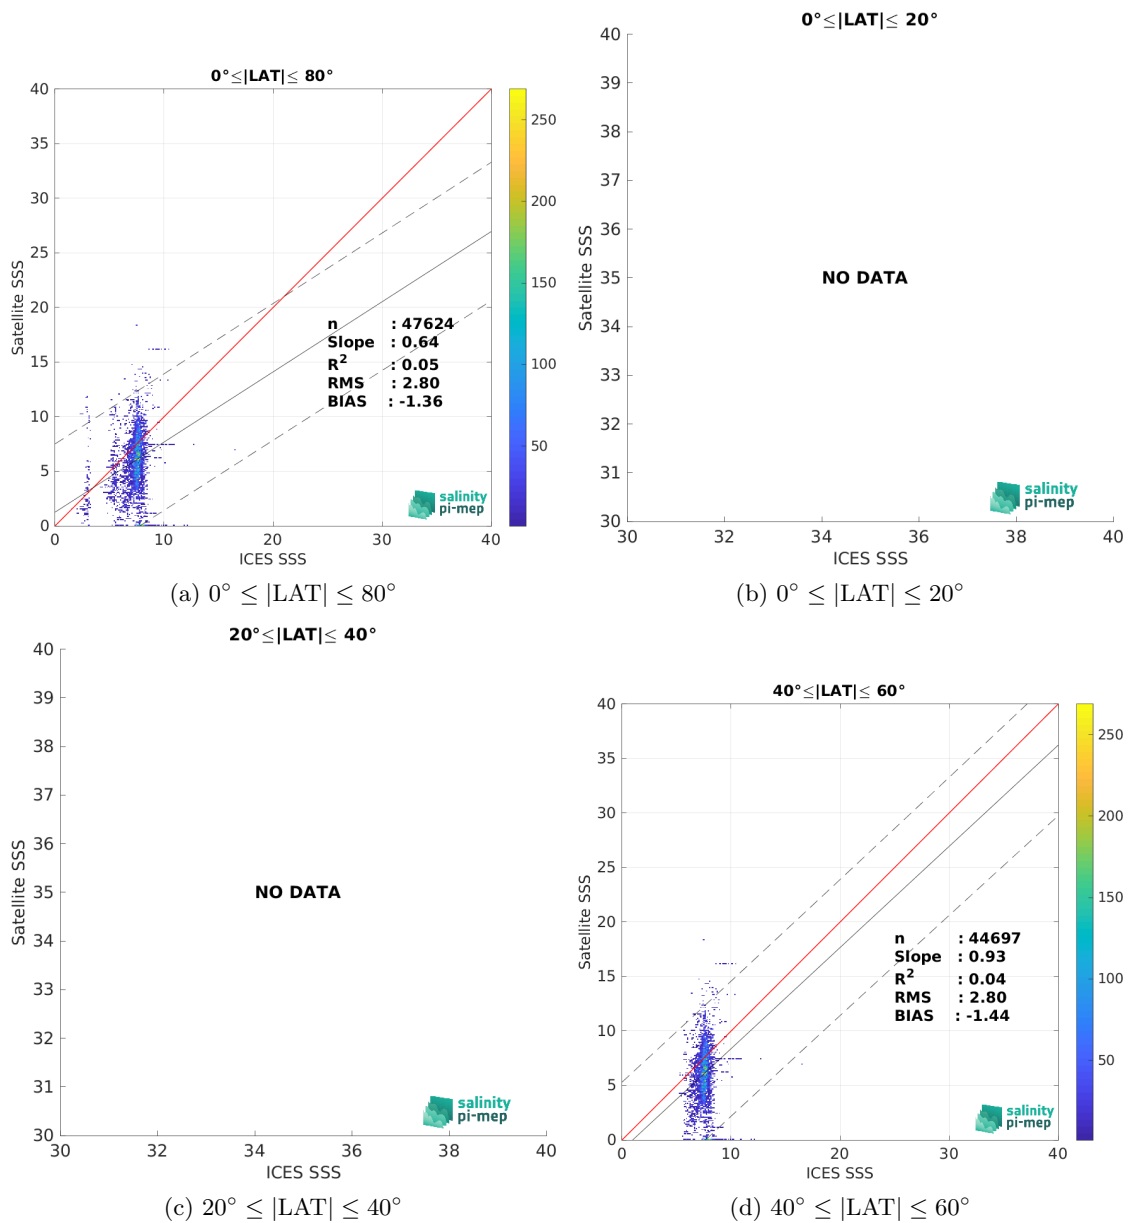 0°≤|LAT|≤ 80°
40
35
30
25
20
15
10
5
0
Satellite SSS
0
10
20
30
40
ICES SSS
250
200
150
100
50
n : 47624
Slope : 0.64
R² : 0.05
RMS : 2.80
BIAS : -1.36
salinity
pi-mep
(a) 0° ≤ |LAT| ≤ 80°
0°≤|LAT|≤ 20°
40
39
38
37
36
35
34
33
32
31
30
Satellite SSS
NO DATA
30
32
34
36
38
40
ICES SSS
salinity
pi-mep
(b) 0° ≤ |LAT| ≤ 20°
20°≤|LAT|≤ 40°
40
39
38
37
36
35
34
33
32
31
30
Satellite SSS
NO DATA
30
32
34
36
38
40
ICES SSS
salinity
pi-mep
(c) 20° ≤ |LAT| ≤ 40°
40°≤|LAT|≤ 60°
40
35
30
25
20
15
10
5
0
Satellite SSS
0
10
20
30
40
ICES SSS
250
200
150
100
50
n : 44697
Slope : 0.93
R² : 0.04
RMS : 2.80
BIAS : -1.44
salinity
pi-mep
(d) 40° ≤ |LAT| ≤ 60°